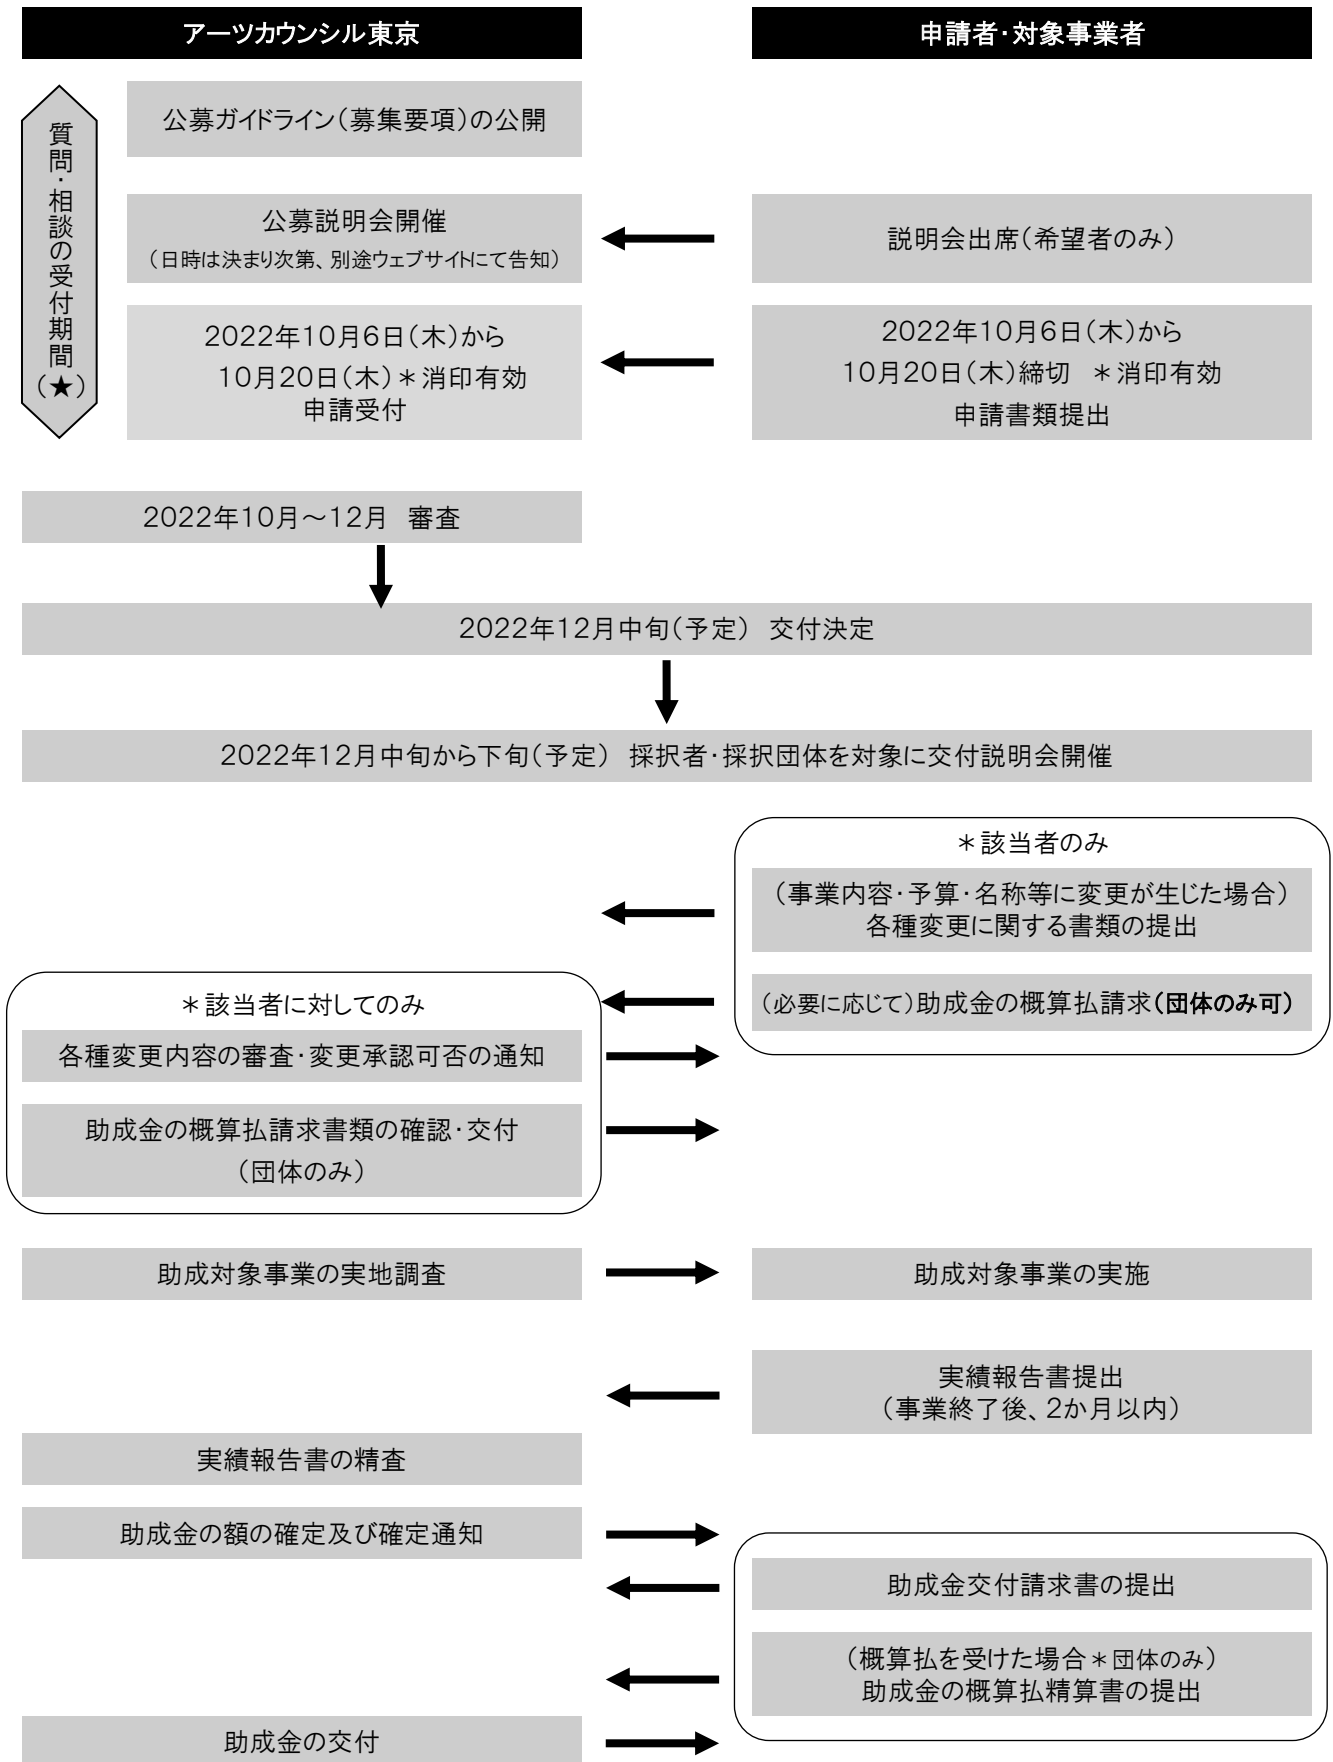 アーツカウンシル東京
申請者・対象事業者
質問・相談の受付期間(★)
公募ガイドライン(募集要項)の公開
公募説明会開催
(日時は決まり次第、別途ウェブサイトにて告知)
説明会出席(希望者のみ)
2022年10月6日(木)から
10月20日(木)＊消印有効
申請受付
2022年10月6日(木)から
10月20日(木)締切　＊消印有効
申請書類提出
2022年10月～12月　審査
2022年12月中旬(予定)　交付決定
2022年12月中旬から下旬(予定)　採択者・採択団体を対象に交付説明会開催
＊該当者のみ
(事業内容・予算・名称等に変更が生じた場合)
各種変更に関する書類の提出
(必要に応じて)助成金の概算払請求(団体のみ可)
＊該当者に対してのみ
各種変更内容の審査・変更承認可否の通知
助成金の概算払請求書類の確認・交付
(団体のみ)
助成対象事業の実地調査
助成対象事業の実施
実績報告書提出
(事業終了後、2か月以内)
実績報告書の精査
助成金の額の確定及び確定通知
助成金交付請求書の提出
(概算払を受けた場合＊団体のみ)
助成金の概算払精算書の提出
助成金の交付